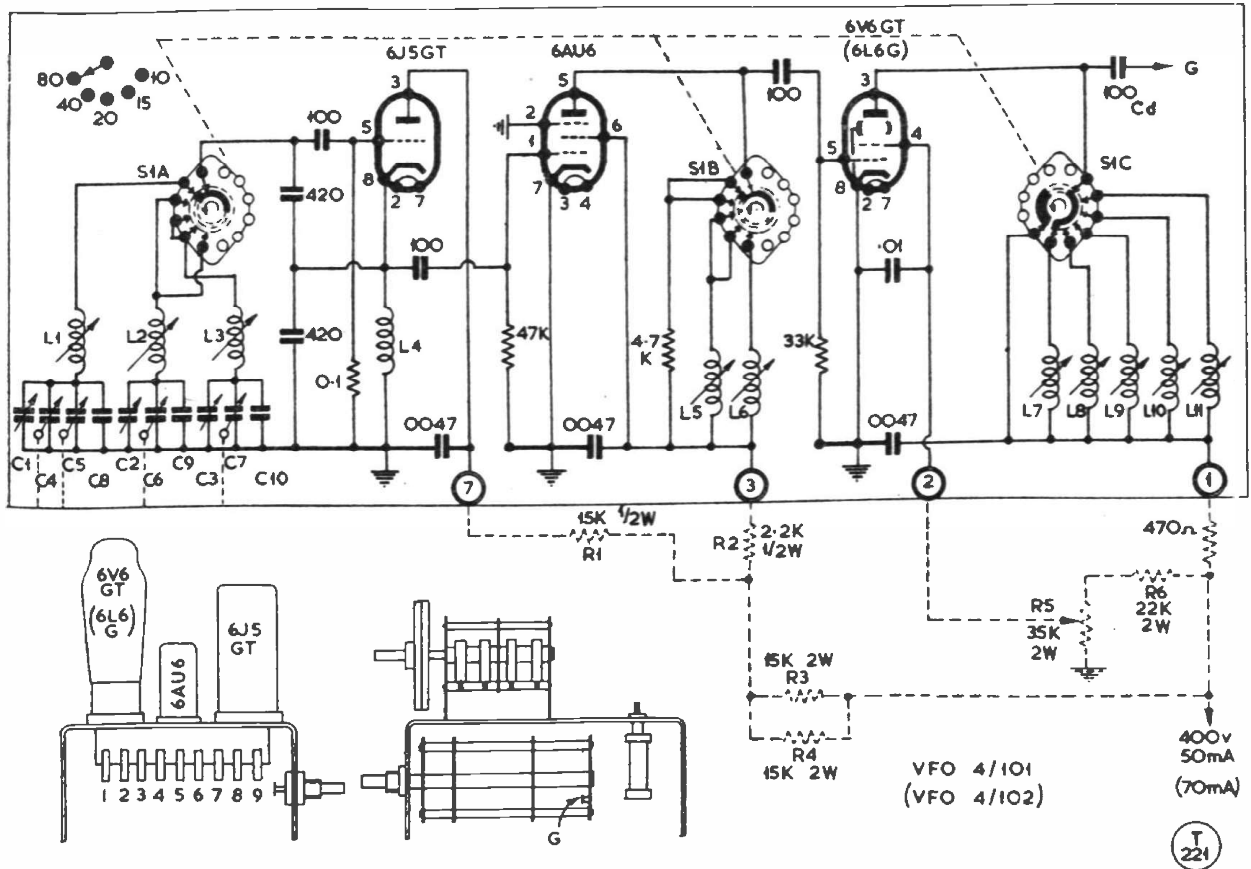 6J5GT
6AU6
6V6GT
(6L6G)
80
40
20
15
10
S1A
S1B
S1C
100
420
100
420
0·1
47K
4·7
K
100
33K
·01
100
Cd
G
3
5
8
2
7
5
2
1
6
7
3
4
3
5
4
8
2
7
L1
L2
L3
L4
L5
L6
L7
L8
L9
L10
L11
0047
0047
0047
C1
C4
C5
C8
C2
C6
C9
C3
C7
C10
7
3
2
1
15K 1/2W
R1
R2
2·2K
1/2W
470Ω
R5
35K
2W
R6
22K
2W
15K 2W
R3
R4
15K 2W
400v
50mA
(70mA)
VFO 4/101
(VFO 4/102)
6V6
GT
(6L6)
G
6AU6
6J5
GT
1 2 3 4 5 6 7 8 9
G
T
221